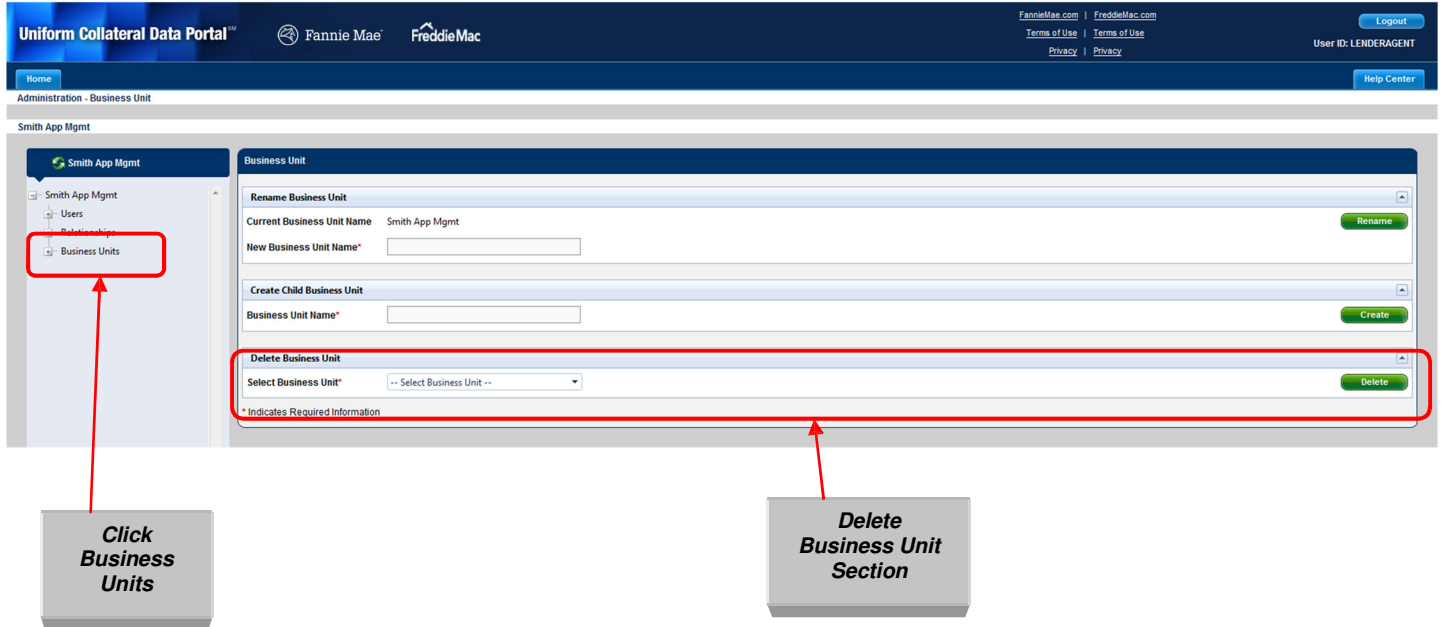 Uniform Collateral Data Portal℠
Fannie Mae
FreddieMac
FannieMae.com | FreddieMac.com
Terms of Use | Terms of Use
Privacy | Privacy
Logout
User ID: LENDERAGENT
Home
Help Center
Administration - Business Unit
Smith App Mgmt
Smith App Mgmt
Smith App Mgmt
Users
Relationships
Business Units
Business Unit
Rename Business Unit
Current Business Unit Name Smith App Mgmt
Rename
New Business Unit Name*
Create Child Business Unit
Business Unit Name*
Create
Delete Business Unit
Select Business Unit* -- Select Business Unit --
Delete
* Indicates Required Information
Click
Business
Units
Delete
Business Unit
Section